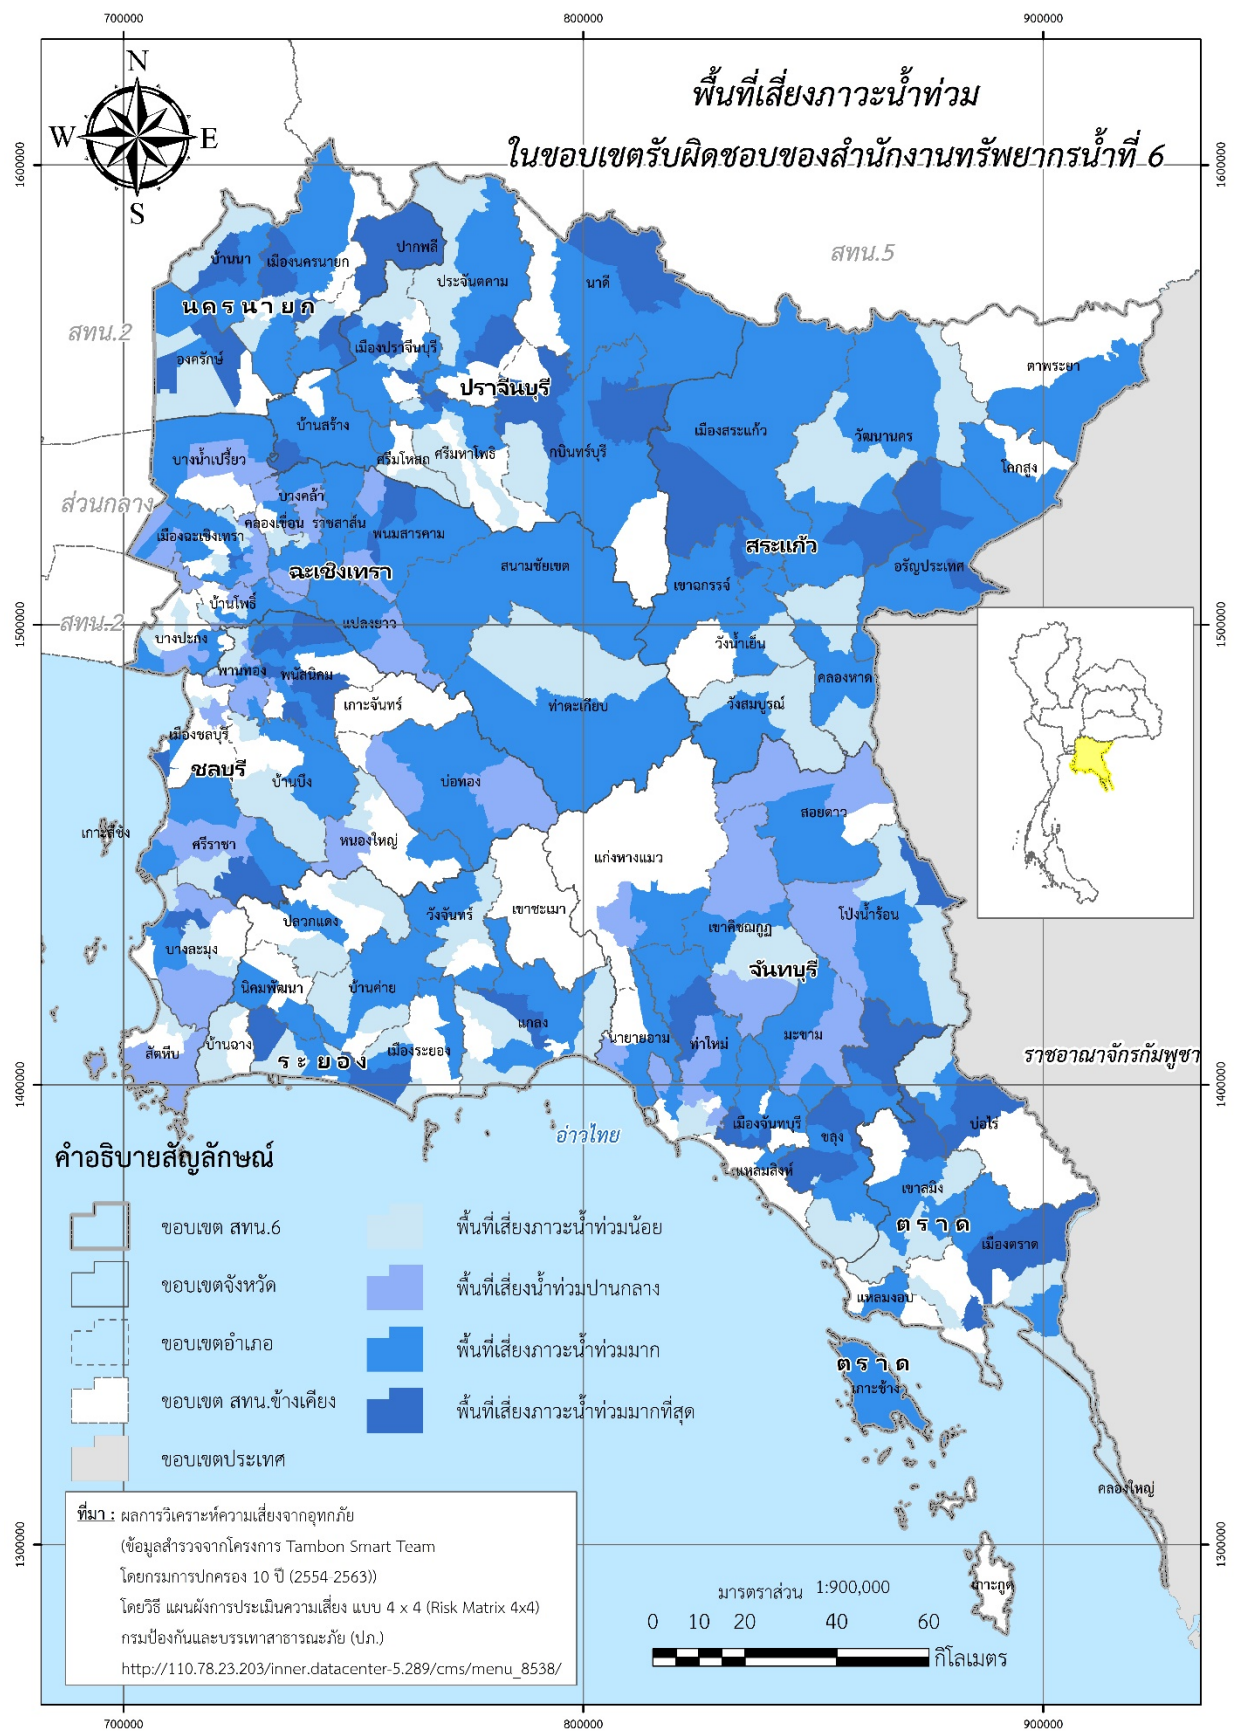 700000
800000
900000
พื้นที่เสี่ยงภาวะน้ำท่วม
ในขอบเขตรับผิดชอบของสำนักงานทรัพยากรน้ำที่ 6
N
W
E
S
1600000
1600000
สทน.5
สทน.2
บ้านนา
เมืองนครนายก
ปากพลี
ประจันตคาม
นาดี
นครนายก
องครักษ์
เมืองปราจีนบุรี
ปราจีนบุรี
ตาพระยา
บ้านสร้าง
เมืองสระแก้ว
วัฒนานคร
บางน้ำเปรี้ยว
ศรีมโหสถ
ศรีมหาโพธิ
กบินทร์บุรี
โคกสูง
ส่วนกลาง
บางคล้า
คลองเขื่อน
ราชสาส์น
เมืองฉะเชิงเทรา
พนมสารคาม
สระแก้ว
ฉะเชิงเทรา
สนามชัยเขต
เขาฉกรรจ์
อรัญประเทศ
บ้านโพธิ์
1500000
1500000
สทน.2
แปลงยาว
บางปะกง
วังน้ำเย็น
พานทอง
พนัสนิคม
คลองหาด
เกาะจันทร์
ท่าตะเกียบ
วังสมบูรณ์
เมืองชลบุรี
ชลบุรี
บ้านบึง
บ่อทอง
สอยดาว
เกาะสีชัง
ศรีราชา
หนองใหญ่
แก่งหางแมว
ปลวกแดง
วังจันทร์
เขาชะเมา
โป่งน้ำร้อน
เขาคิชฌกูฏ
บางละมุง
จันทบุรี
นิคมพัฒนา
บ้านค่าย
แกลง
นายายอาม
ท่าใหม่
มะขาม
สัตหีบ
บ้านฉาง
ระยอง
เมืองระยอง
ราชอาณาจักรกัมพูชา
1400000
1400000
อ่าวไทย
เมืองจันทบุรี
ขลุง
บ่อไร่
แหลมสิงห์
เขาสมิง
ตราด
เมืองตราด
แหลมงอบ
ตราด
เกาะช้าง
คลองใหญ่
เกาะกูด
คำอธิบายสัญลักษณ์
ขอบเขต สทน.6
ขอบเขตจังหวัด
ขอบเขตอำเภอ
ขอบเขต สทน.ข้างเคียง
ขอบเขตประเทศ
พื้นที่เสี่ยงภาวะน้ำท่วมน้อย
พื้นที่เสี่ยงน้ำท่วมปานกลาง
พื้นที่เสี่ยงภาวะน้ำท่วมมาก
พื้นที่เสี่ยงภาวะน้ำท่วมมากที่สุด
ที่มา : ผลการวิเคราะห์ความเสี่ยงจากอุทกภัย
(ข้อมูลสำรวจจากโครงการ Tambon Smart Team
โดยกรมการปกครอง 10 ปี (2554-2563))
โดยวิธี แผนผังการประเมินความเสี่ยง แบบ 4 x 4 (Risk Matrix 4x4)
กรมป้องกันและบรรเทาสาธารณะภัย (ปภ.)
http://110.78.23.203/inner.datacenter-5.289/cms/menu_8538/
1300000
1300000
มาตราส่วน 1:900,000
0 10 20 40 60
กิโลเมตร
700000
800000
900000